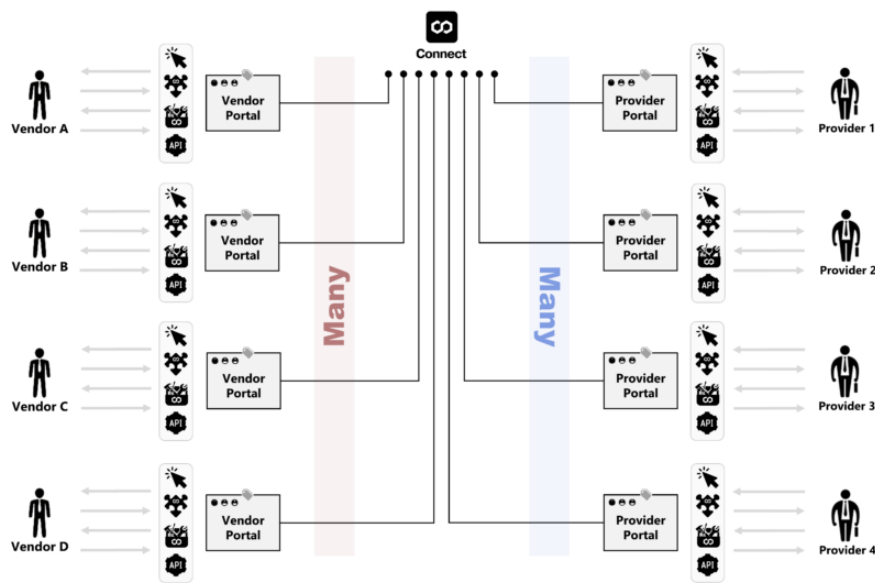 Connect
Vendor A
API
Vendor
Portal
Provider
Portal
API
Provider 1
Vendor B
API
Vendor
Portal
Provider
Portal
API
Provider 2
Many
Many
Vendor C
API
Vendor
Portal
Provider
Portal
API
Provider 3
Vendor D
API
Vendor
Portal
Provider
Portal
API
Provider 4